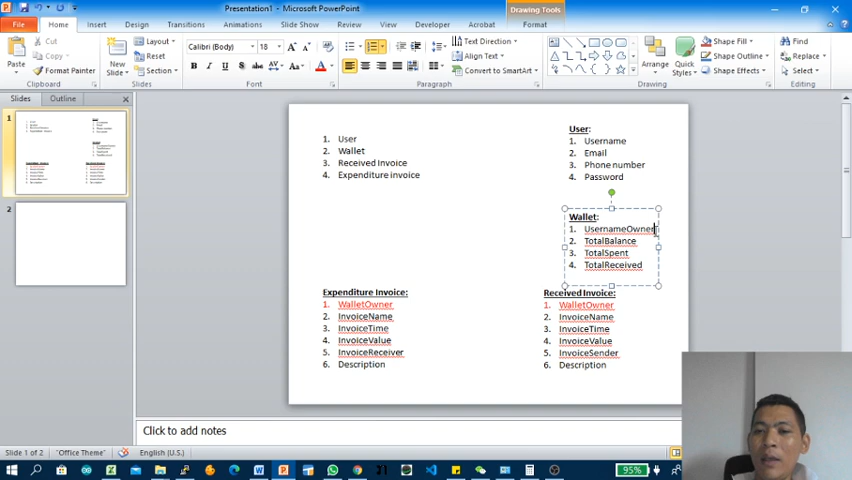 Presentation1 - Microsoft PowerPoint
Drawing Tools
File
Home
Insert
Design
Transitions
Animations
Slide Show
Review
View
Developer
Acrobat
Format
Paste
Cut
Copy
Format Painter
Clipboard
New
Slide
Layout
Reset
Section
Slides
Calibri (Body)
18
Font
Text Direction
Align Text
Convert to SmartArt
Paragraph
Arrange
Quick
Styles
Shape Fill
Shape Outline
Shape Effects
Drawing
Find
Replace
Select
Editing
Slides
Outline
1
2
1. User
2. Wallet
3. Received Invoice
4. Expenditure invoice
User:
1. Username
2. Email
3. Phone number
4. Password
Wallet:
1. UsernameOwner
2. TotalBalance
3. TotalSpent
4. TotalReceived
Expenditure Invoice:
1. WalletOwner
2. InvoiceName
3. InvoiceTime
4. InvoiceValue
5. InvoiceReceiver
6. Description
Received Invoice:
1. WalletOwner
2. InvoiceName
3. InvoiceTime
4. InvoiceValue
5. InvoiceSender
6. Description
Click to add notes
Slide 1 of 2
"Office Theme"
English (U.S.)
95%